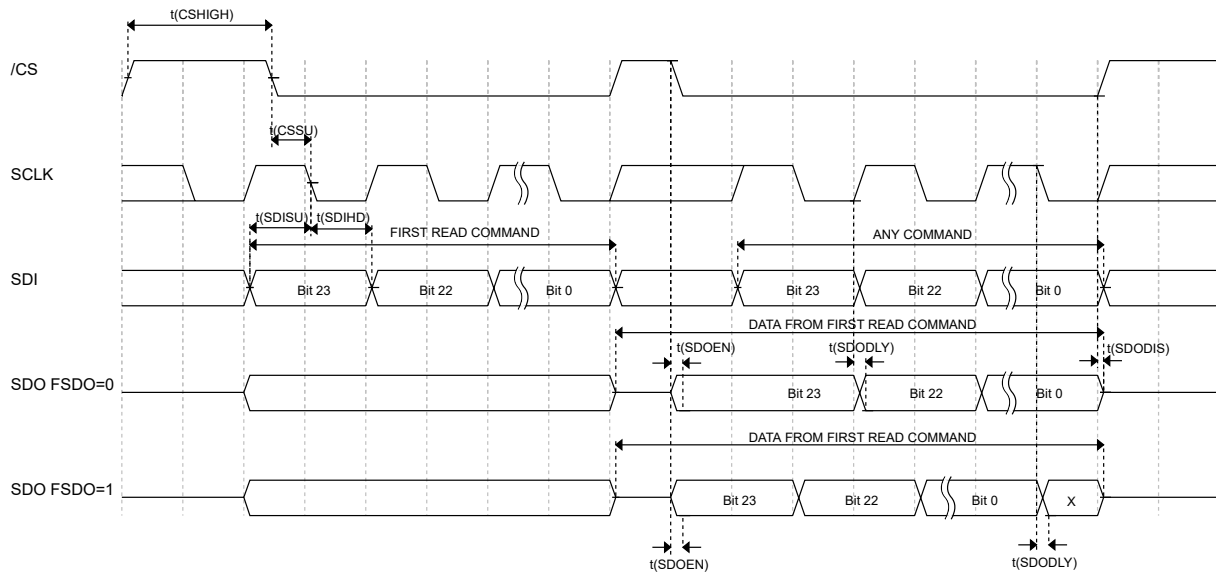 t(CSHIGH)
/CS
t(CSSU)
SCLK
t(SDISU)
t(SDIHD)
FIRST READ COMMAND
ANY COMMAND
SDI
Bit 23
Bit 22
Bit 0
Bit 23
Bit 22
Bit 0
DATA FROM FIRST READ COMMAND
t(SDOEN)
t(SDODLY)
t(SDODIS)
SDO FSDO=0
Bit 23
Bit 22
Bit 0
DATA FROM FIRST READ COMMAND
SDO FSDO=1
Bit 23
Bit 22
Bit 0
X
t(SDOEN)
t(SDODLY)